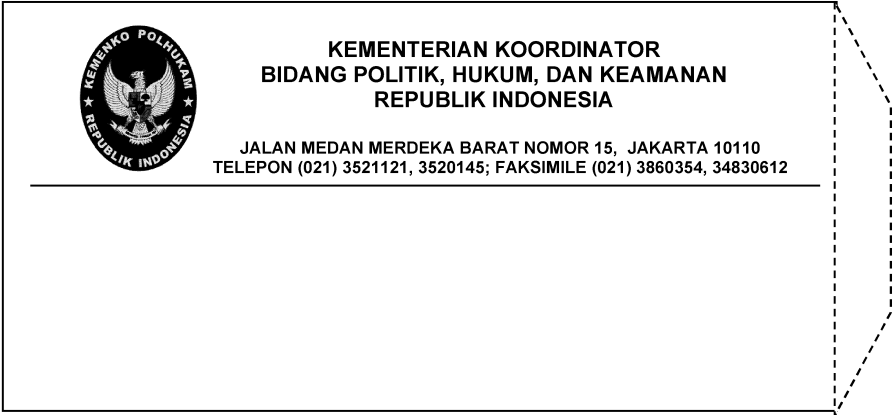 KEMENKO POLHUKAM
REPUBLIK INDONESIA
KEMENTERIAN KOORDINATOR
BIDANG POLITIK, HUKUM, DAN KEAMANAN
REPUBLIK INDONESIA
JALAN MEDAN MERDEKA BARAT NOMOR 15, JAKARTA 10110
TELEPON (021) 3521121, 3520145; FAKSIMILE (021) 3860354, 34830612